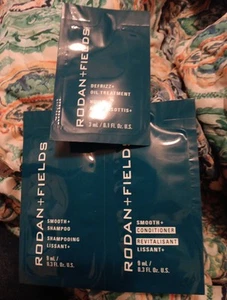 RODAN+FIELDS
DEFRIZZ+
OIL TREATMENT
3 mL / 0.1 Fl. Oz. U.S.
RODAN+FIELDS
SMOOTH+
SHAMPOO
SHAMPOOING
LISSANT+
9 mL /
0.3 Fl. Oz. U.S.
RODAN+FIELDS
SMOOTH+
CONDITIONER
REVITALISANT
LISSANT+
9 mL /
0.3 Fl. Oz. U.S.